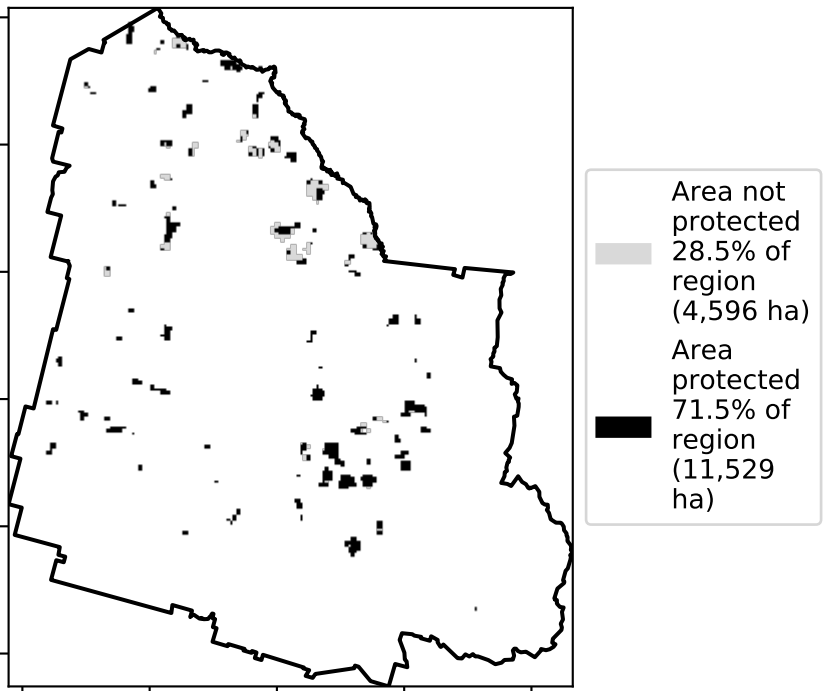 Area not
protected
28.5% of
region
(4,596 ha)
Area
protected
71.5% of
region
(11,529
ha)